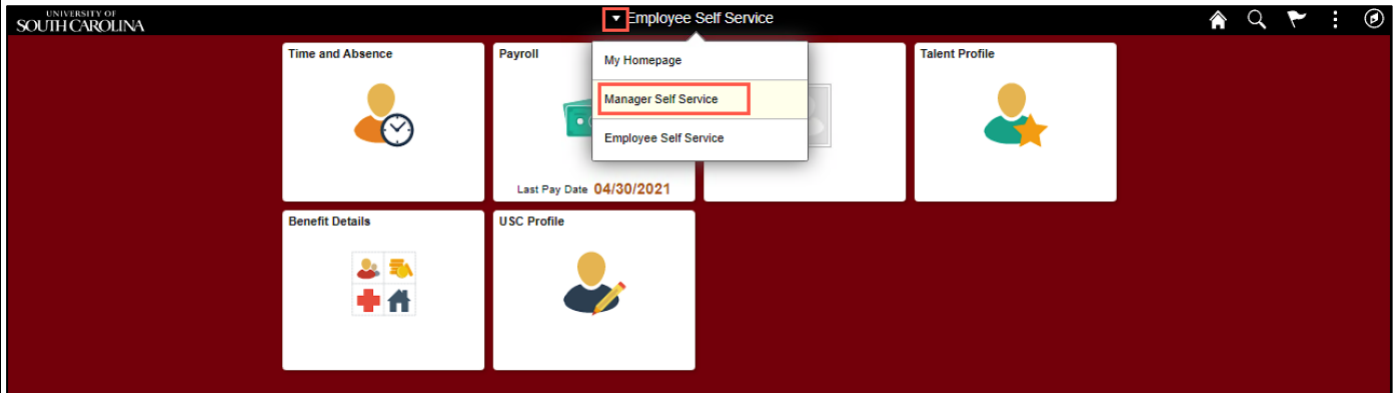 UNIVERSITY OF
SOUTH CAROLINA
Employee Self Service
My Homepage
Manager Self Service
Employee Self Service
Time and Absence
Payroll
Last Pay Date 04/30/2021
Talent Profile
Benefit Details
USC Profile